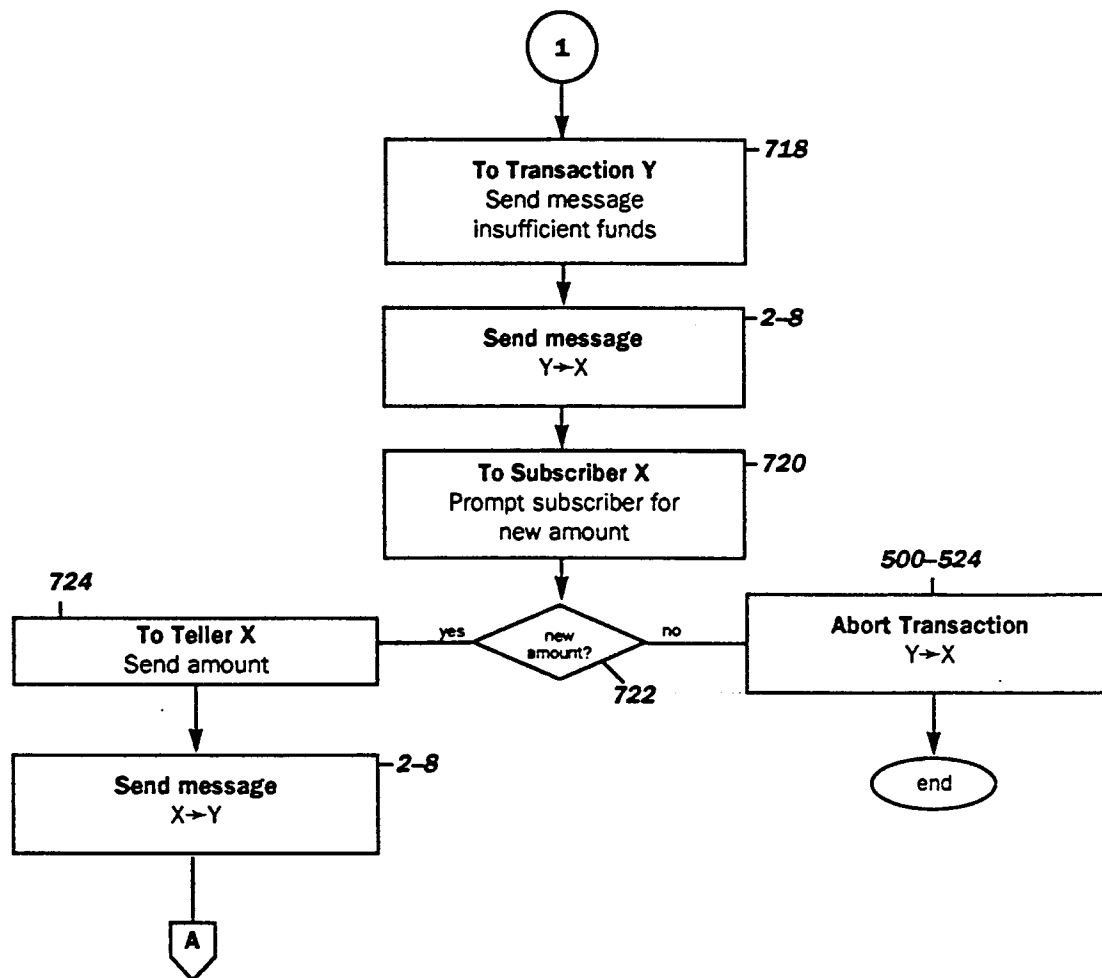 1
718
To Transaction Y
Send message
insufficient funds
2–8
Send message
Y→X
720
To Subscriber X
Prompt subscriber for
new amount
500–524
724
To Teller X
Send amount
yes
new
amount?
no
Abort Transaction
Y→X
722
2–8
Send message
X→Y
end
A